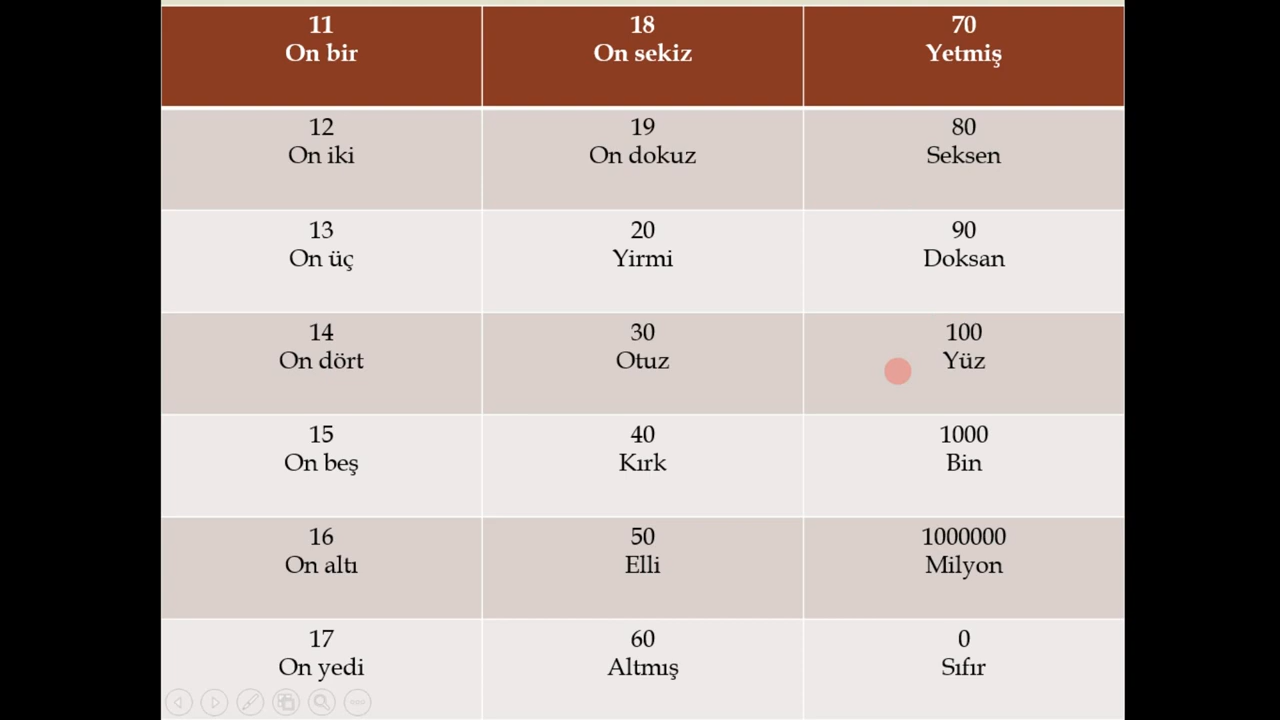 11
On bir
18
On sekiz
70
Yetmiş
12
On iki
19
On dokuz
80
Seksen
13
On üç
20
Yirmi
90
Doksan
14
On dört
30
Otuz
100
Yüz
15
On beş
40
Kırk
1000
Bin
16
On altı
50
Elli
1000000
Milyon
17
On yedi
60
Altmış
0
Sıfır